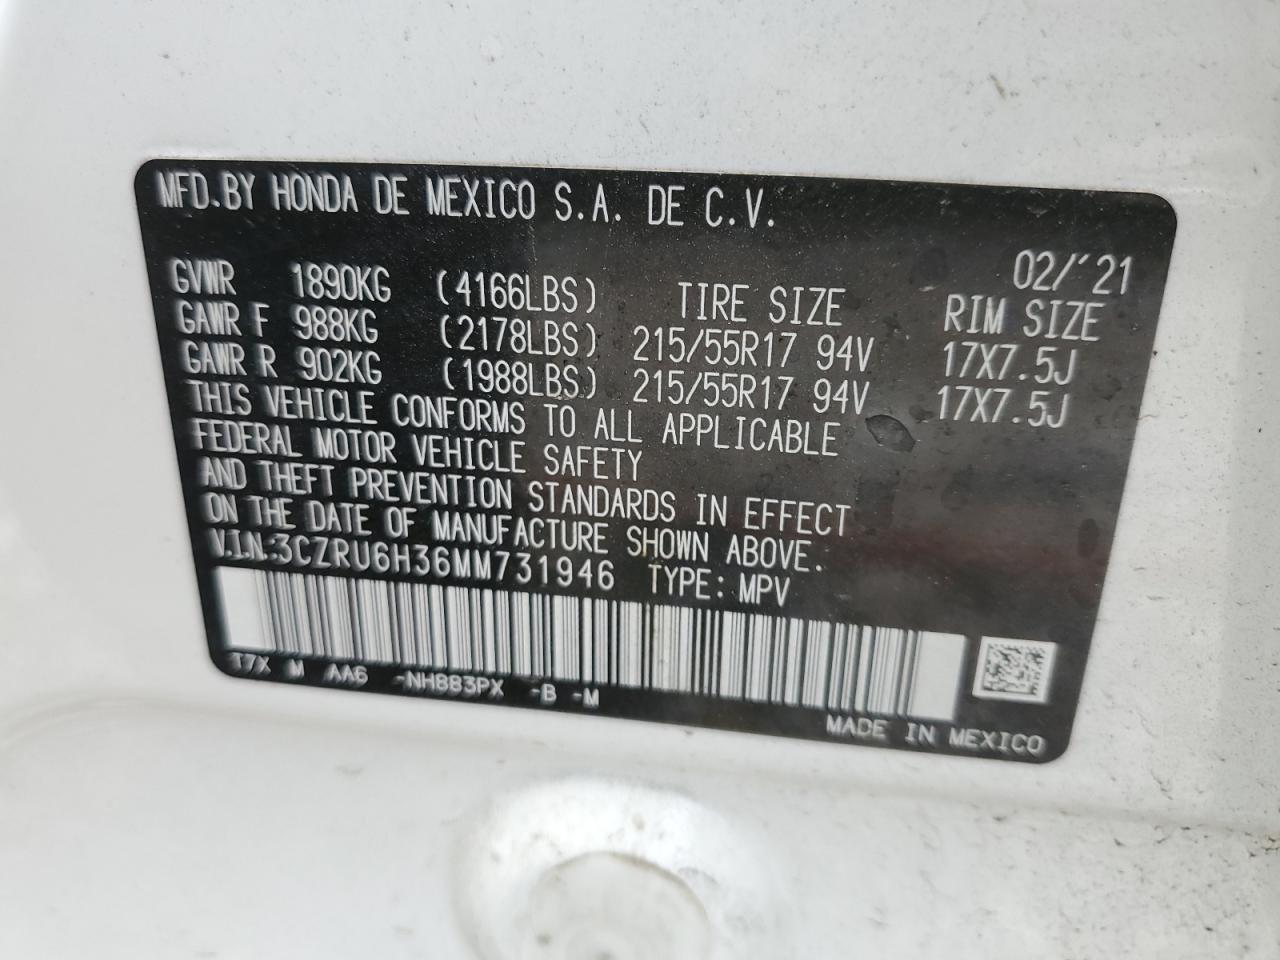 MFD.BY HONDA DE MEXICO S.A. DE C.V.
02/'21
GVWR 1890KG (4166LBS) TIRE SIZE RIM SIZE
GAWR F 988KG (2178LBS) 215/55R17 94V 17X7.5J
GAWR R 902KG (1988LBS) 215/55R17 94V 17X7.5J
THIS VEHICLE CONFORMS TO ALL APPLICABLE
FEDERAL MOTOR VEHICLE SAFETY
AND THEFT PREVENTION STANDARDS IN EFFECT
ON THE DATE OF MANUFACTURE SHOWN ABOVE.
V.I.N.:3CZRU6H36MM731946 TYPE: MPV
T7X M AA6 -NH883PX -B -M
MADE IN MEXICO